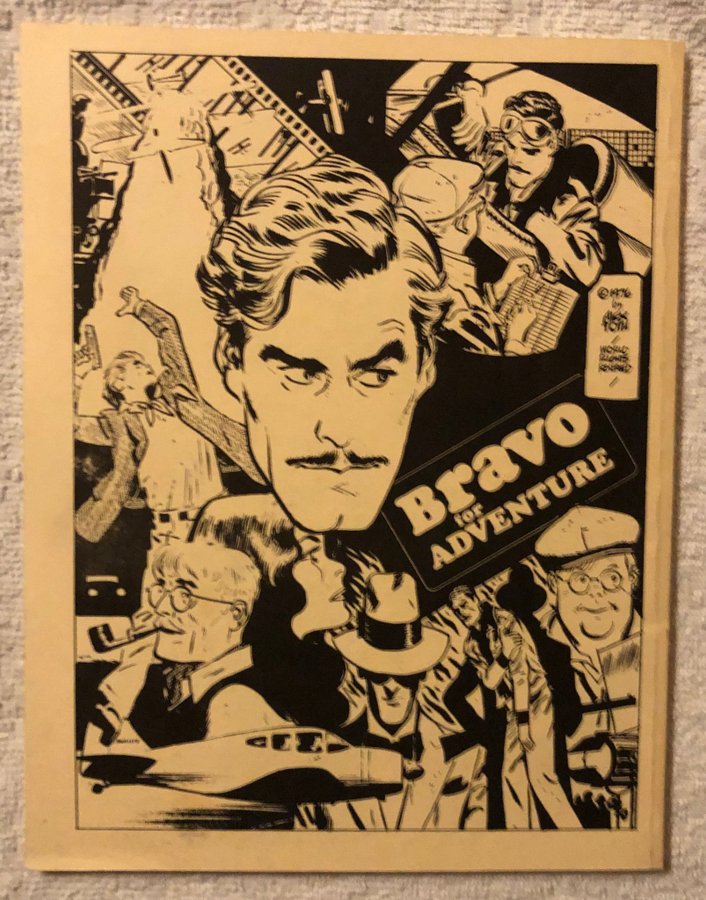 © 1976
by
ALEX
TOTH
/
WORLD
RIGHTS
RESERVED
/
Bravo
for
ADVENTURE